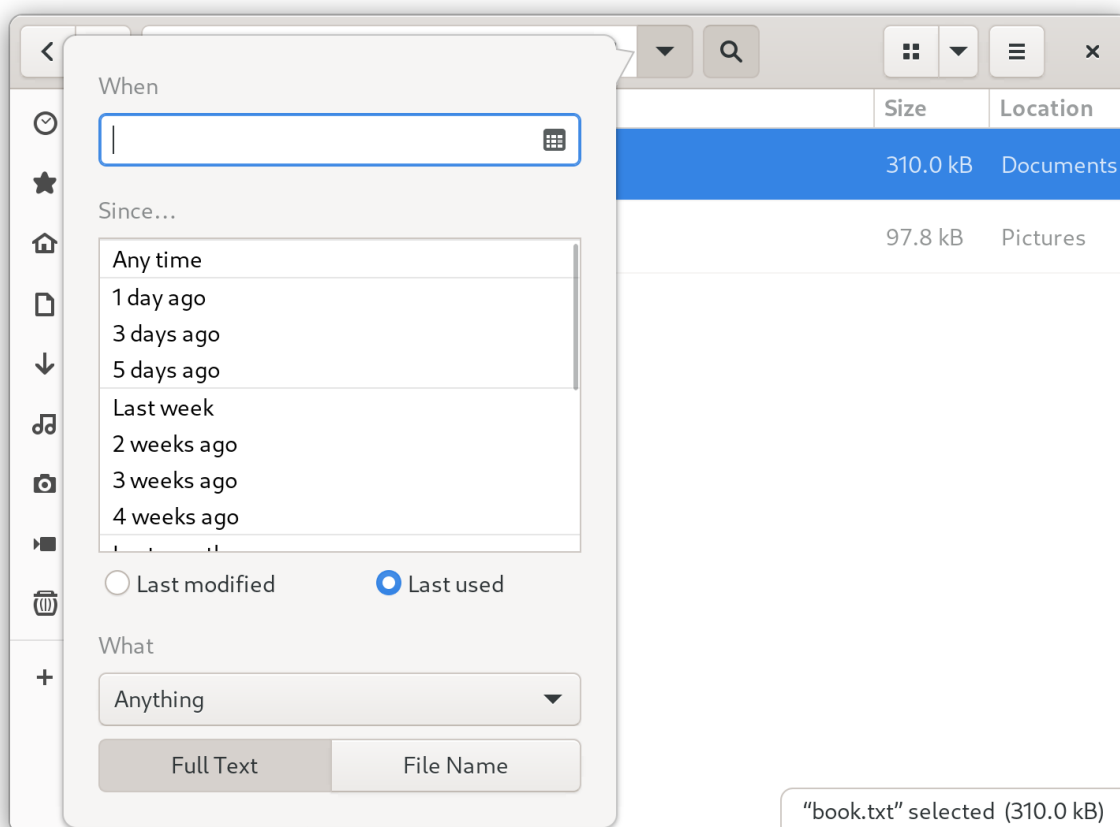 When
Size
Location
310.0 kB
Documents
Since...
97.8 kB
Pictures
Any time
1 day ago
3 days ago
5 days ago
Last week
2 weeks ago
3 weeks ago
4 weeks ago
Last modified
Last used
What
Anything
Full Text
File Name
“book.txt” selected (310.0 kB)